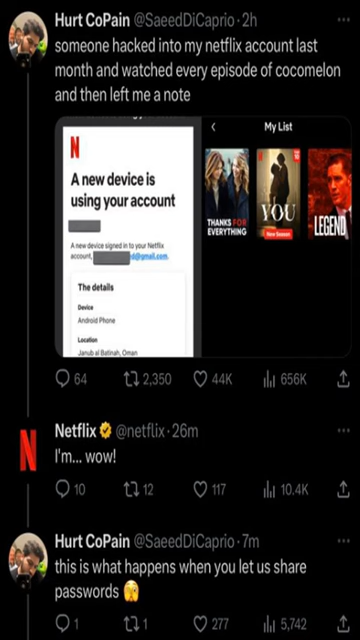 Hurt CoPain @SaeedDiCaprio · 2h
someone hacked into my netflix account last
month and watched every episode of cocomelon
and then left me a note
N
A new device is
using your account
A new device signed in to your Netflix
account, d@gmail.com.
The details
Device
Android Phone
Location
Janub al Batinah, Oman
My List
THANKS FOR
EVERYTHING
YOU
New Season
LEGEND
64 2,350 44K 656K
Netflix @netflix · 26m
N
I'm... wow!
10 12 117 10.4K
Hurt CoPain @SaeedDiCaprio · 7m
this is what happens when you let us share
passwords 🫣
1 1 277 5,742